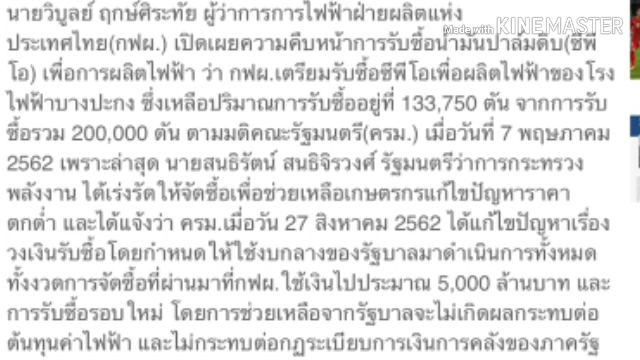 นายวิบูลย์ ฤกษ์ศิระทัย ผู้ว่าการการไฟฟ้าฝ่ายผลิตแห่ง
Made with KINEMASTER
ประเทศไทย(กฟผ.) เปิดเผยความคืบหน้าการรับซื้อน้ำมันปาล์มดิบ(ซีพี
โอ) เพื่อการผลิตไฟฟ้า ว่า กฟผ.เตรียมรับซื้อซีพีโอเพื่อผลิตไฟฟ้าของโรง
ไฟฟ้าบางปะกง ซึ่งเหลือปริมาณการรับซื้ออยู่ที่ 133,750 ตัน จากการรับ
ซื้อรวม 200,000 ตัน ตามมติคณะรัฐมนตรี(ครม.) เมื่อวันที่ 7 พฤษภาคม
2562 เพราะล่าสุด นายสนธิรัตน์ สนธิจิรวงศ์ รัฐมนตรีว่าการกระทรวง
พลังงาน ได้เร่งรัดให้จัดซื้อเพื่อช่วยเหลือเกษตรกรแก้ไขปัญหาราคา
ตกต่ำ และได้แจ้งว่า ครม.เมื่อวัน 27 สิงหาคม 2562 ได้แก้ไขปัญหาเรื่อง
วงเงินรับซื้อโดยกำหนดให้ใช้งบกลางของรัฐบาลมาดำเนินการทั้งหมด
ทั้งงวดการจัดซื้อที่ผ่านมาที่กฟผ.ใช้เงินไปประมาณ 5,000 ล้านบาท และ
การรับซื้อรอบใหม่ โดยการช่วยเหลือจากรัฐบาลจะไม่เกิดผลกระทบต่อ
ต้นทุนค่าไฟฟ้า และไม่กระทบต่อกฎระเบียบการเงินการคลังของภาครัฐ